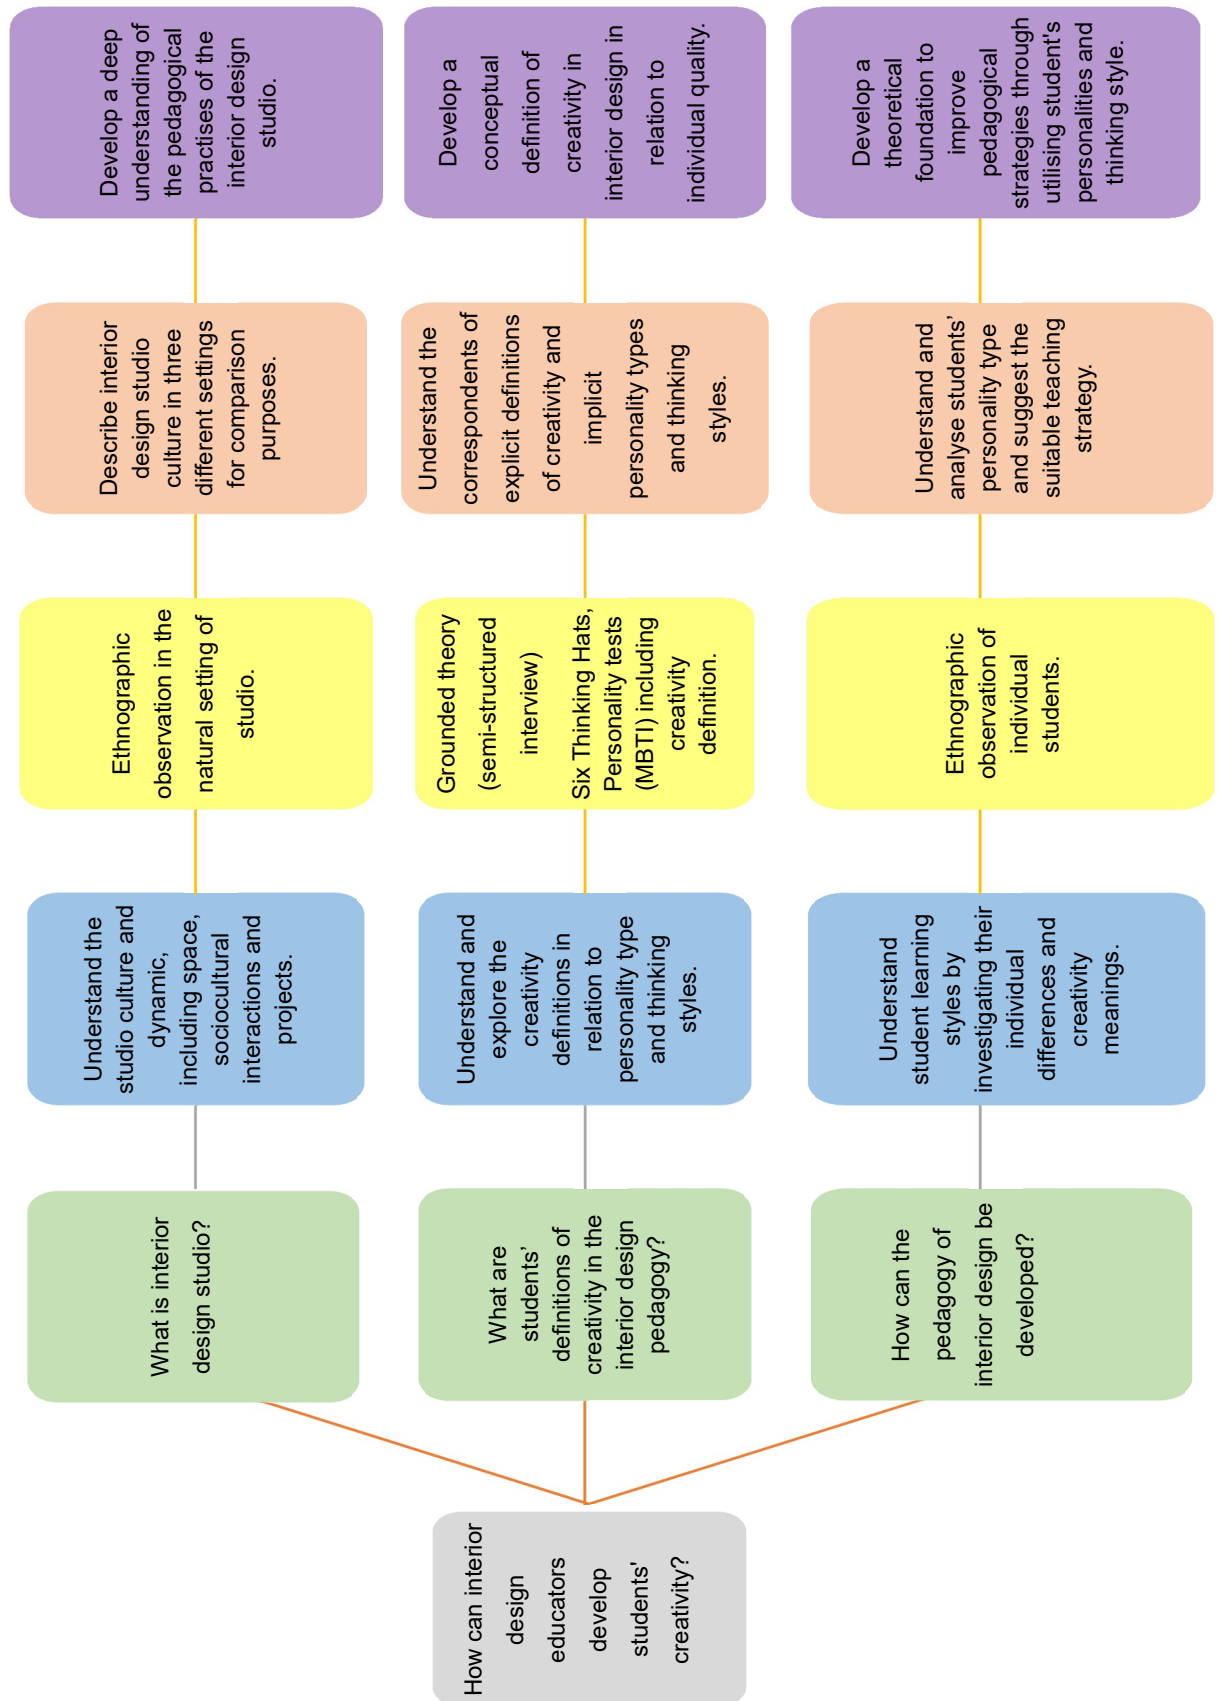 How can interior
design
educators
develop
students'
creativity?
What is interior
design studio?
Understand the
studio culture and
dynamic,
including space,
sociocultural
interactions and
projects.
Ethnographic
observation in the
natural setting of
studio.
Describe interior
design studio
culture in three
different settings
for comparison
purposes.
Develop a deep
understanding of
the pedagogical
practises of the
interior design
studio.
What are
students’
definitions of
creativity in the
interior design
pedagogy?
Understand and
explore the
creativity
definitions in
relation to
personality type
and thinking
styles.
Grounded theory
(semi-structured
interview)
Six Thinking Hats,
Personality tests
(MBTI) including
creativity
definition.
Understand the
correspondents of
explicit definitions
of creativity and
implicit
personality types
and thinking
styles.
Develop a
conceptual
definition of
creativity in
interior design in
relation to
individual quality.
How can the
pedagogy of
interior design be
developed?
Understand
student learning
styles by
investigating their
individual
differences and
creativity
meanings.
Ethnographic
observation of
individual
students.
Understand and
analyse students’
personality type
and suggest the
suitable teaching
strategy.
Develop a
theoretical
foundation to
improve
pedagogical
strategies through
utilising student's
personalities and
thinking style.